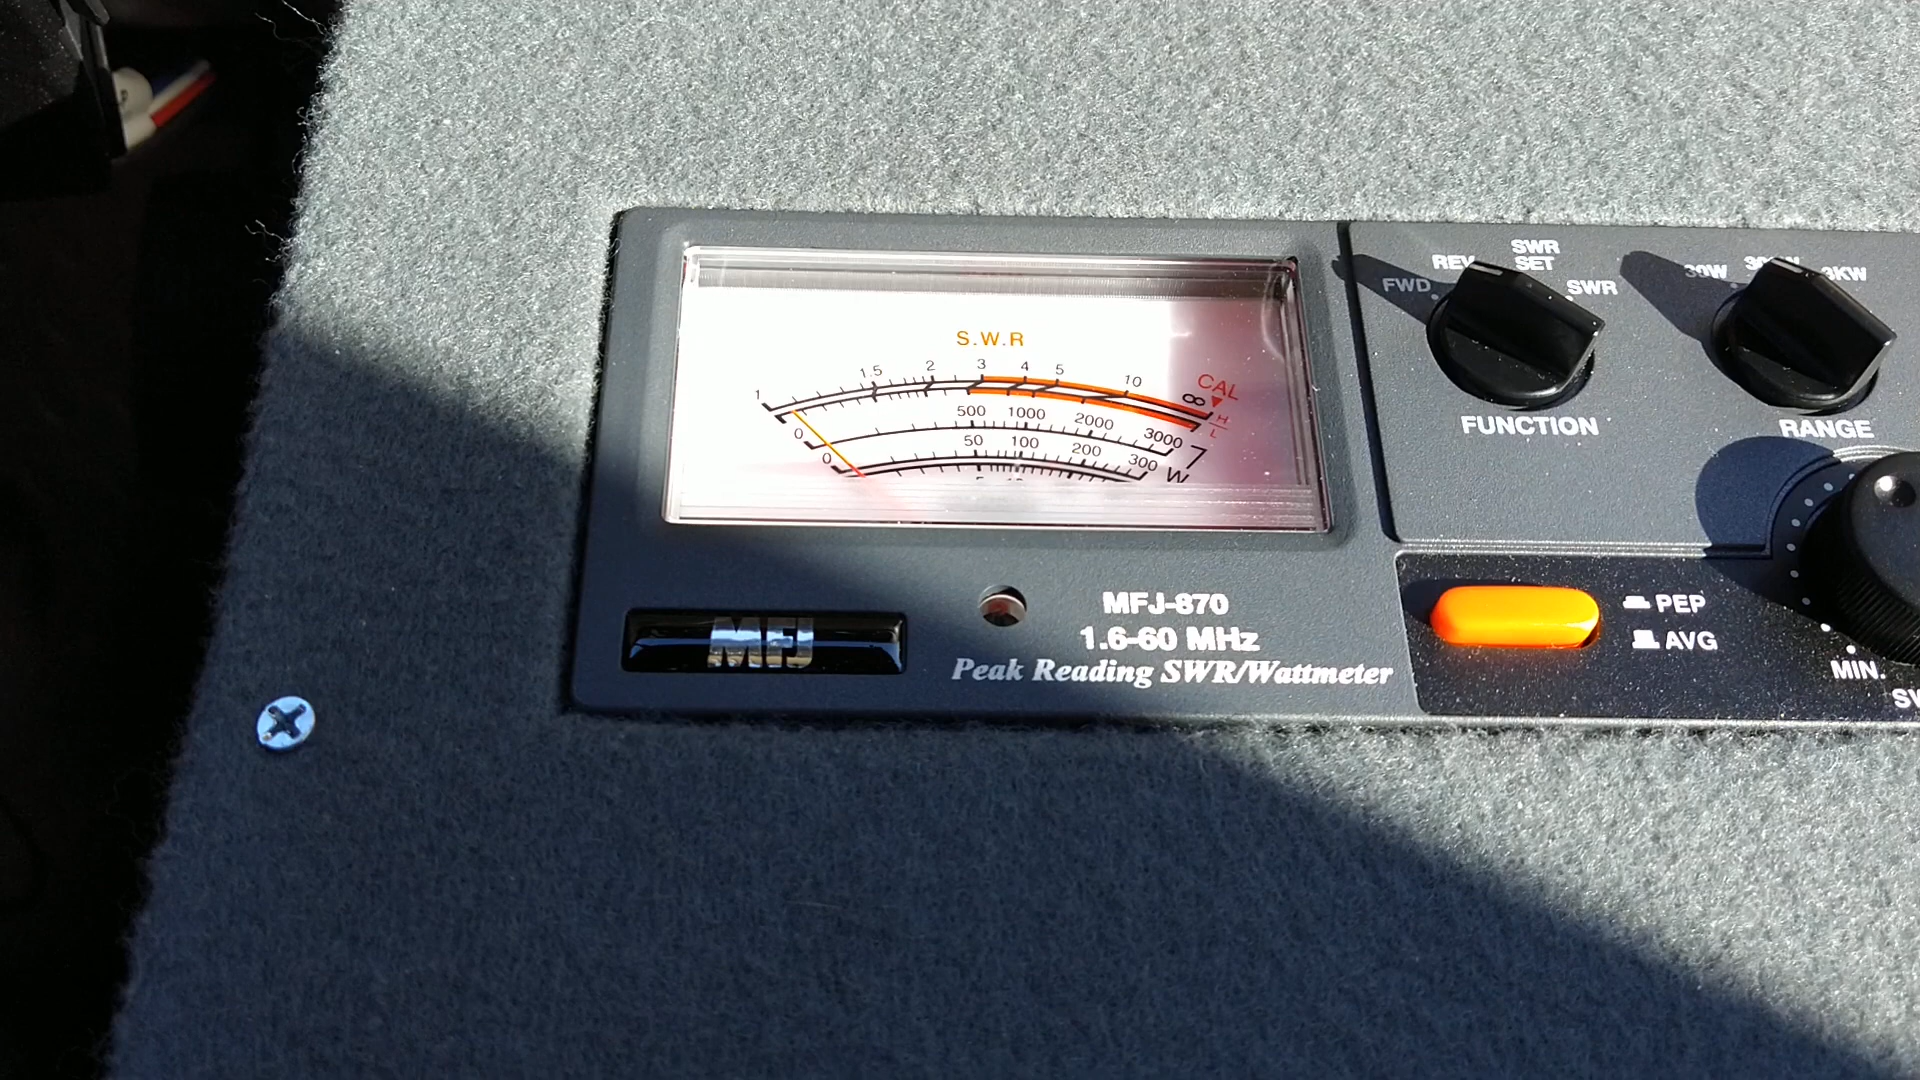 S.W.R
1 1.5 2 3 4 5 10 ∞
CAL
H
L
500 1000 2000 3000
0
50 100 200 300
0
W
MFJ
MFJ-870
1.6-60 MHz
Peak Reading SWR/Wattmeter
FWD
REV
SWR
SET
SWR
FUNCTION
30W
3KW
RANGE
PEP
AVG
MIN.